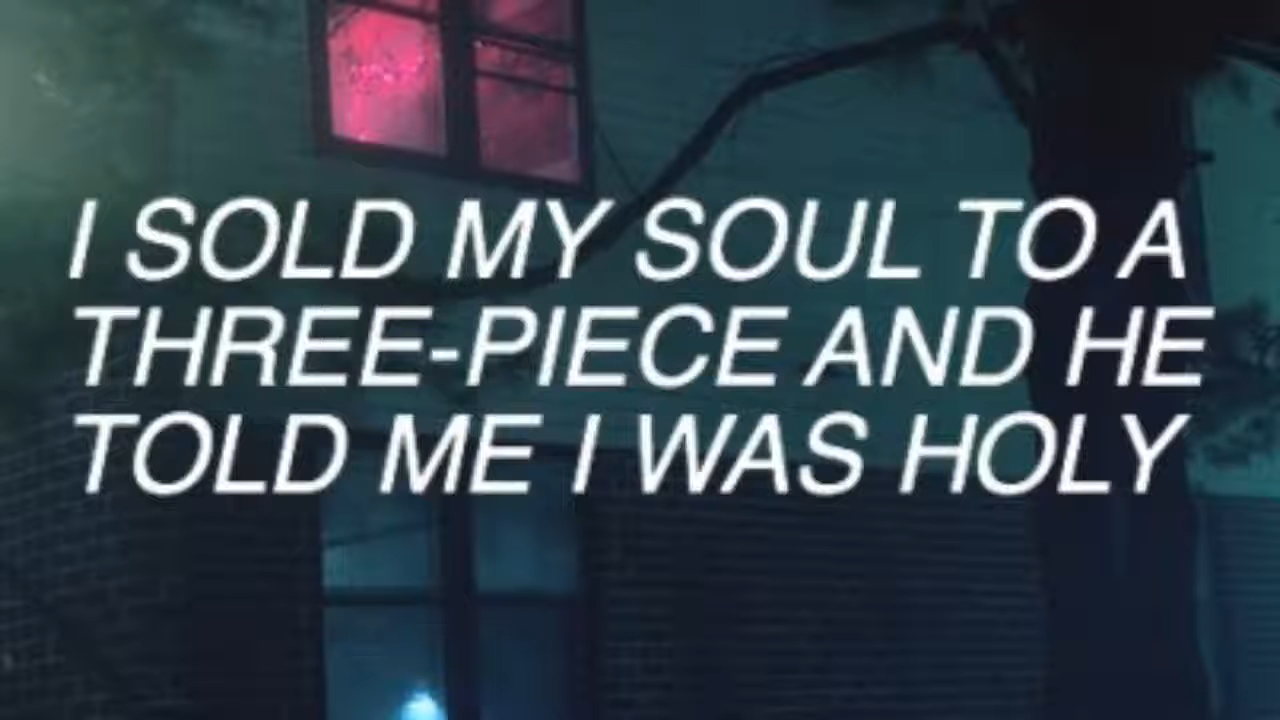 I SOLD MY SOUL TO A
THREE-PIECE AND HE
TOLD ME I WAS HOLY